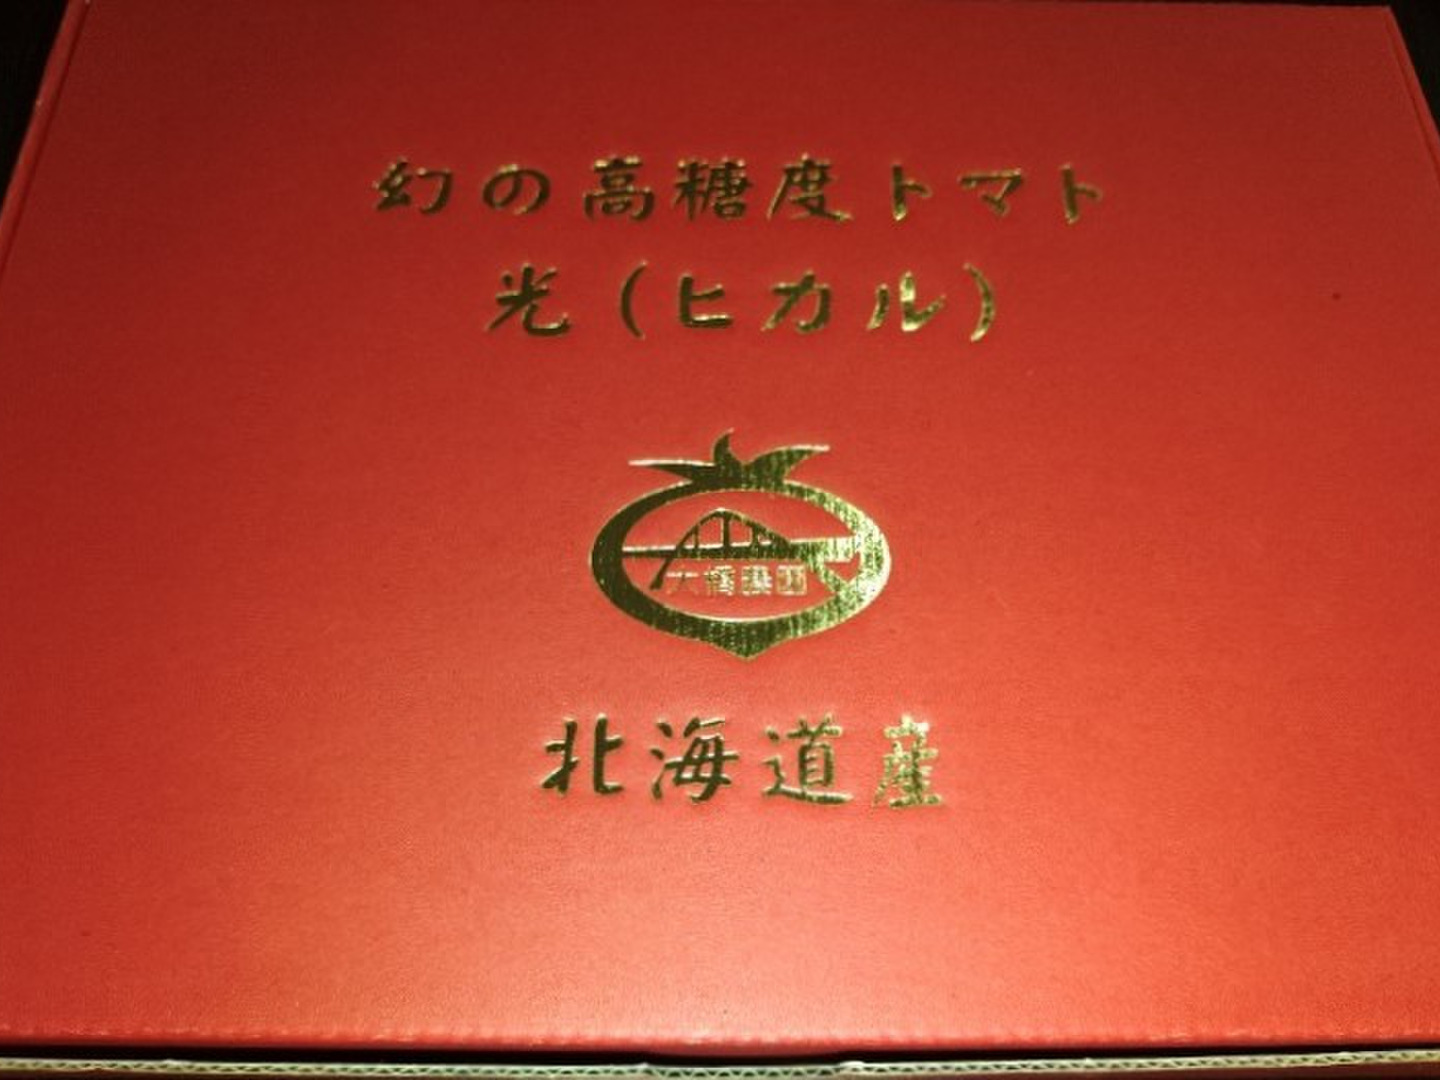 幻の高糖度トマト
光(ヒカル)
大橋農園
北海道産